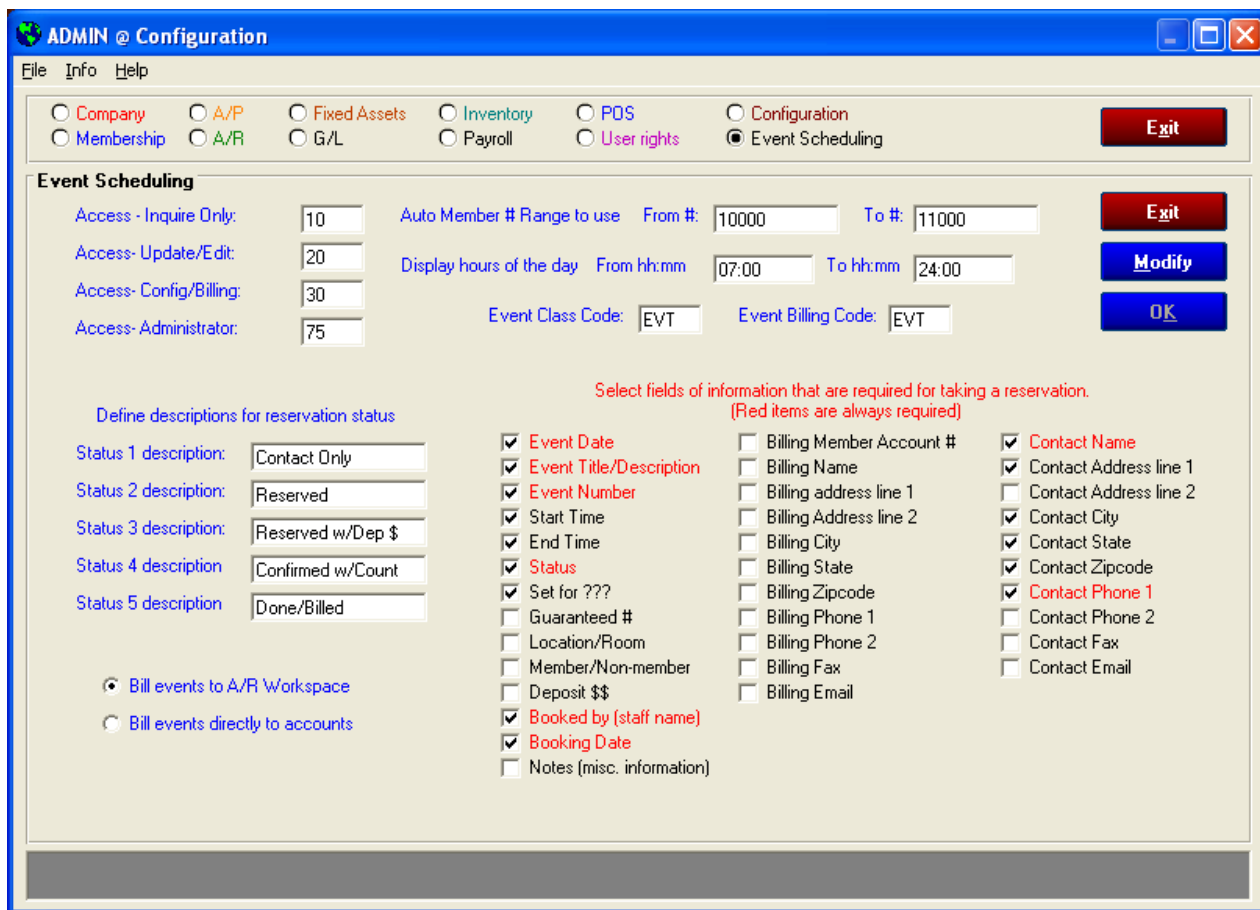 ADMIN @ Configuration
File Info Help
Company A/P Fixed Assets Inventory POS Configuration
Membership A/R G/L Payroll User rights Event Scheduling
Exit
Event Scheduling
Access - Inquire Only: 10 Auto Member # Range to use From #: 10000 To #: 11000 Exit
Access- Update/Edit: 20 Display hours of the day From hh:mm 07:00 To hh:mm 24:00 Modify
Access- Config/Billing: 30 Event Class Code: EVT Event Billing Code: EVT OK
Access- Administrator: 75
Select fields of information that are required for taking a reservation.
(Red items are always required)
Define descriptions for reservation status
Status 1 description: Contact Only
Status 2 description: Reserved
Status 3 description: Reserved w/Dep $
Status 4 description Confirmed w/Count
Status 5 description Done/Billed
Bill events to A/R Workspace
Bill events directly to accounts
Event Date
Event Title/Description
Event Number
Start Time
End Time
Status
Set for ???
Guaranteed #
Location/Room
Member/Non-member
Deposit $$
Booked by (staff name)
Booking Date
Notes (misc. information)
Billing Member Account #
Billing Name
Billing address line 1
Billing Address line 2
Billing City
Billing State
Billing Zipcode
Billing Phone 1
Billing Phone 2
Billing Fax
Billing Email
Contact Name
Contact Address line 1
Contact Address line 2
Contact City
Contact State
Contact Zipcode
Contact Phone 1
Contact Phone 2
Contact Fax
Contact Email